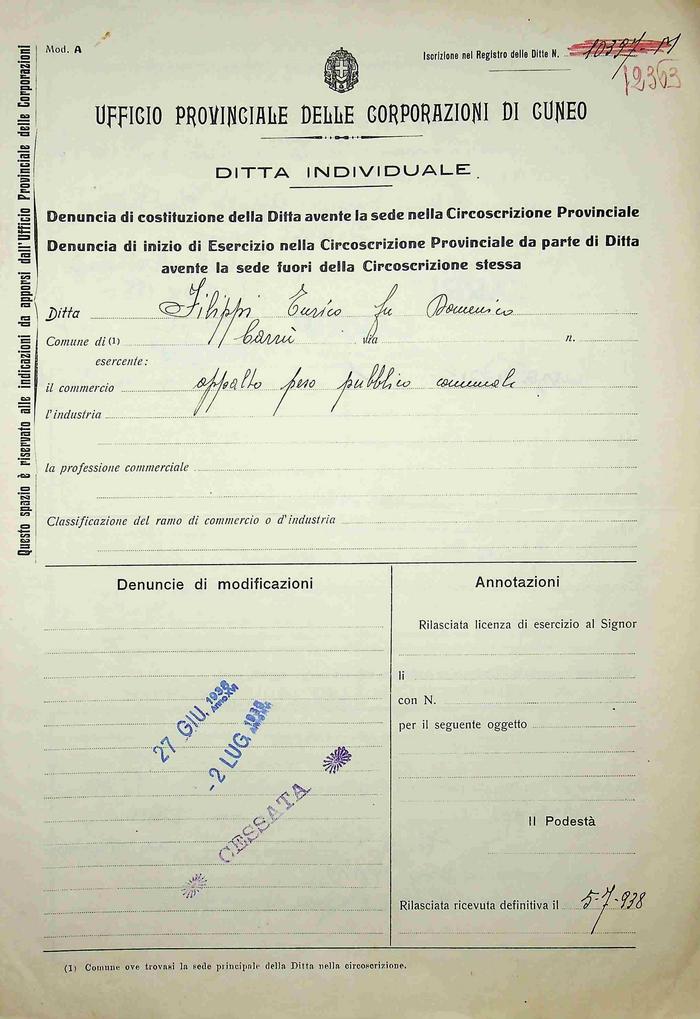 Mod. A
Iscrizione nel Registro delle Ditte N. 10397-M
12363
UFFICIO PROVINCIALE DELLE CORPORAZIONI DI CUNEO
DITTA INDIVIDUALE.
Denuncia di costituzione della Ditta avente la sede nella Circoscrizione Provinciale
Denuncia di inizio di Esercizio nella Circoscrizione Provinciale da parte di Ditta
avente la sede fuori della Circoscrizione stessa
Ditta Filippi Enrico fu Domenico
Comune di (1) Carrù via n.
esercente:
il commercio appalto peso pubblico comunale
l'industria
la professione commerciale
Classificazione del ramo di commercio o d'industria
Questo spazio è riservato alle indicazioni da apporsi dall'Ufficio Provinciale delle Corporazioni
Denuncie di modificazioni
27 GIU. 1938 ANNO XVI
-2 LUG. 1938
CESSATA
Annotazioni
Rilasciata licenza di esercizio al Signor
li
con N.
per il seguente oggetto
Il Podestà
Rilasciata ricevuta definitiva il 5-7-938
(1) Comune ove trovasi la sede principale della Ditta nella circoscrizione.